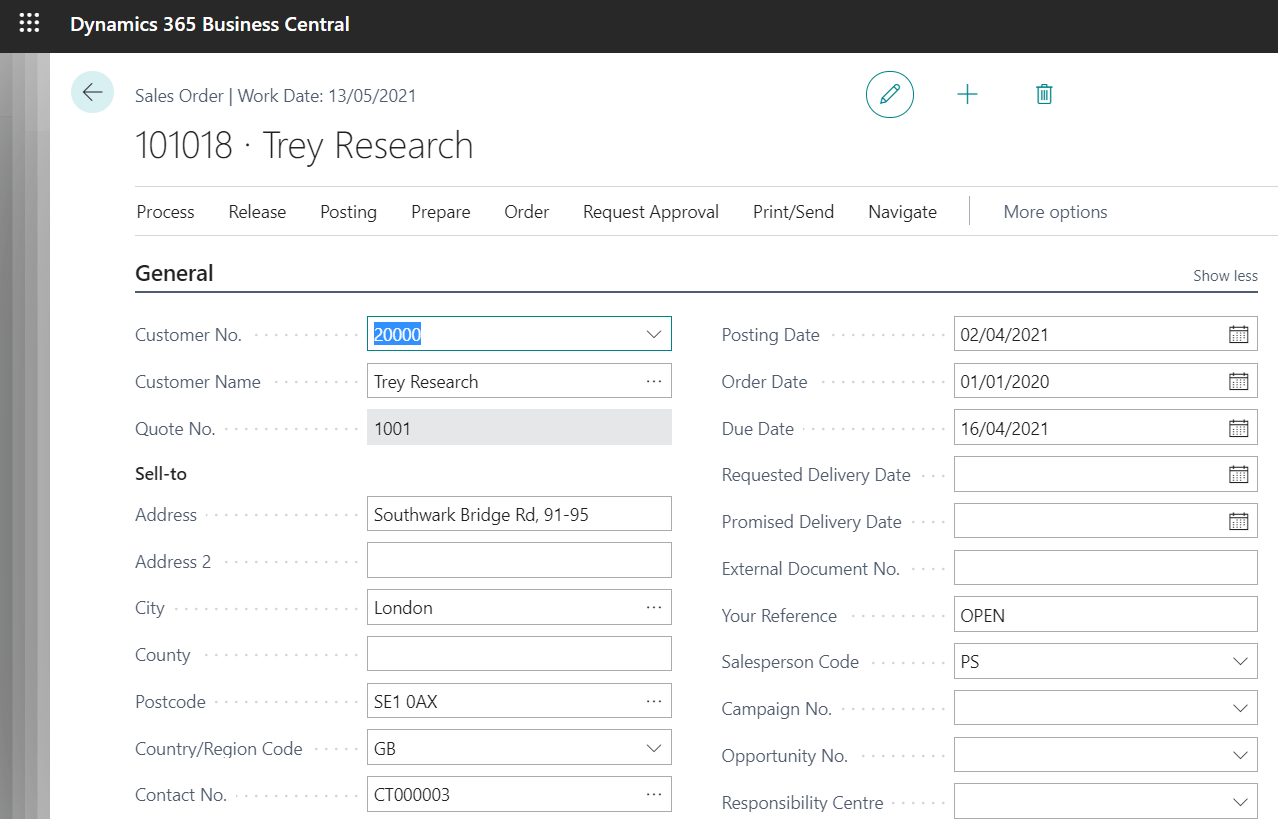 Dynamics 365 Business Central
Sales Order | Work Date: 13/05/2021
101018 · Trey Research
Process Release Posting Prepare Order Request Approval Print/Send Navigate More options
General Show less
Customer No. 20000
Customer Name Trey Research
Quote No. 1001
Sell-to
Address Southwark Bridge Rd, 91-95
Address 2
City London
County
Postcode SE1 0AX
Country/Region Code GB
Contact No. CT000003
Posting Date 02/04/2021
Order Date 01/01/2020
Due Date 16/04/2021
Requested Delivery Date
Promised Delivery Date
External Document No.
Your Reference OPEN
Salesperson Code PS
Campaign No.
Opportunity No.
Responsibility Centre